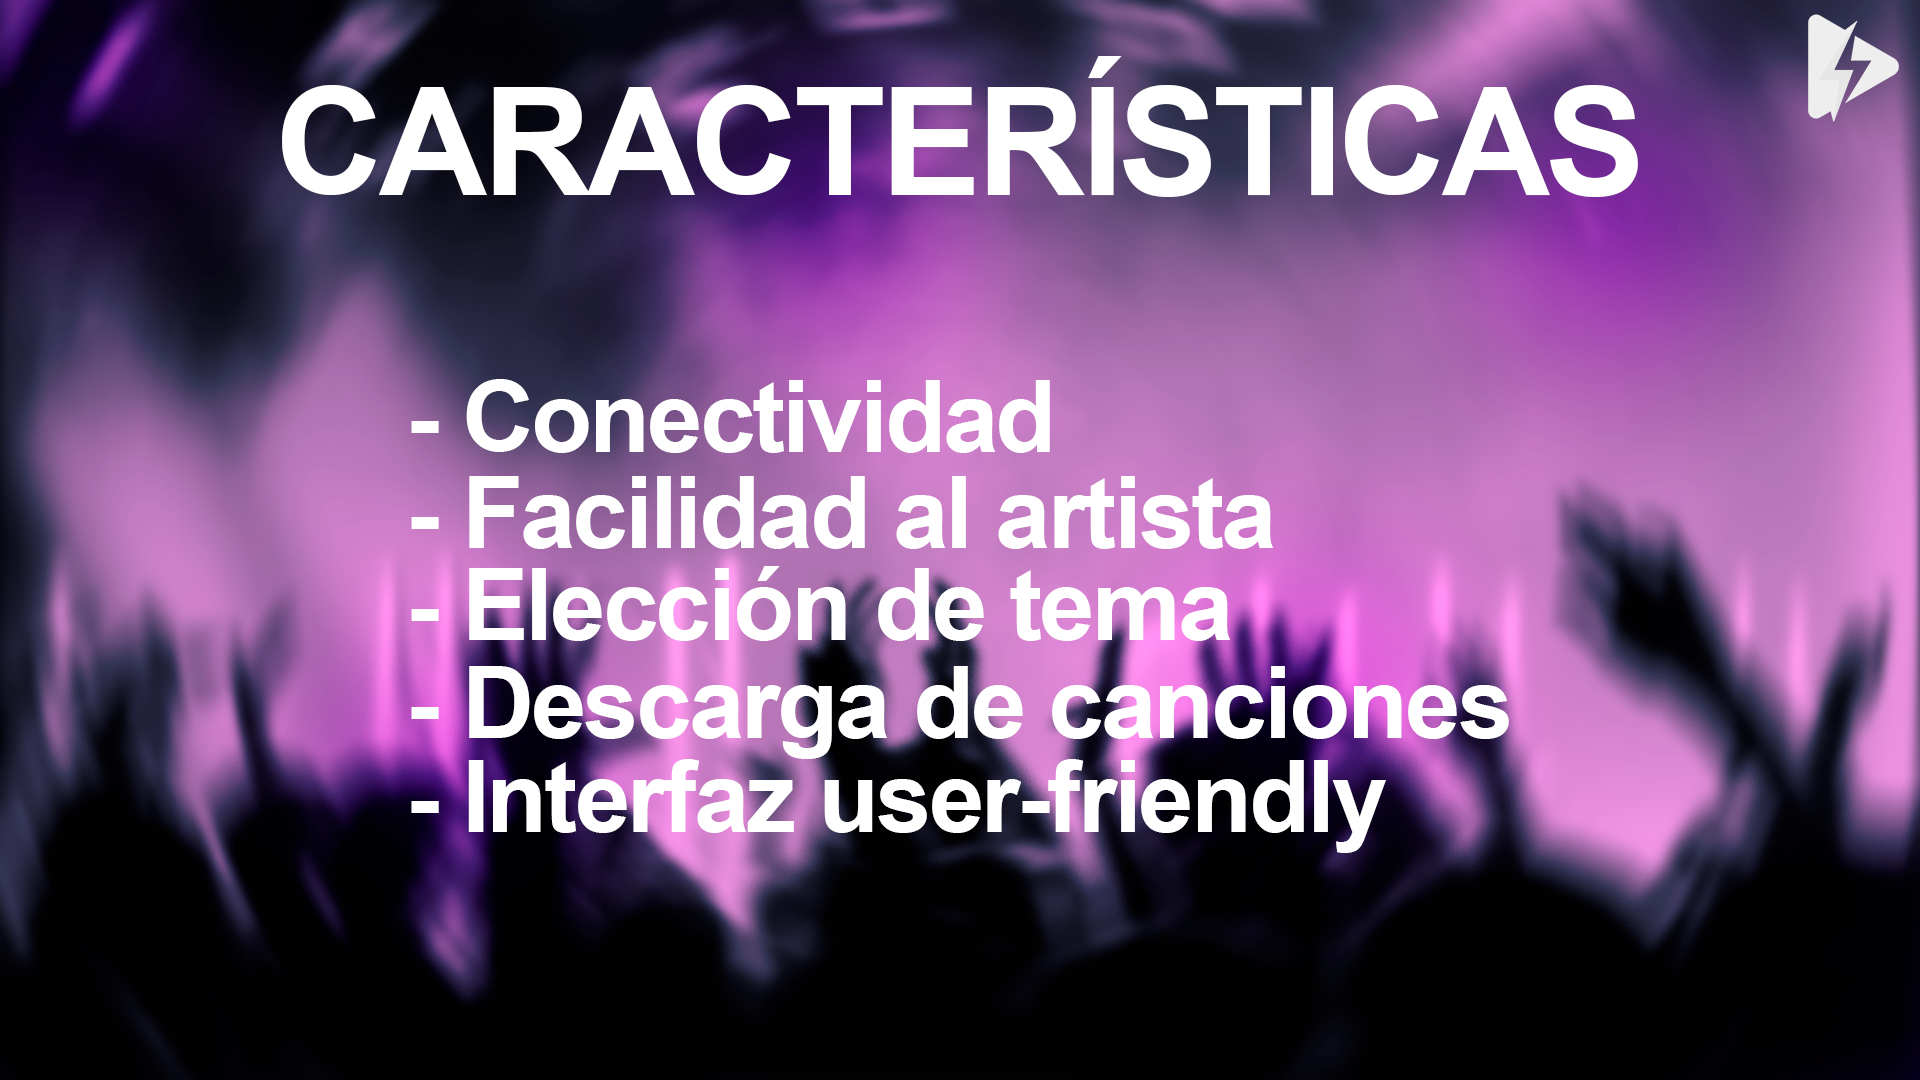 CARACTERÍSTICAS
- Conectividad
- Facilidad al artista
- Elección de tema
- Descarga de canciones
- Interfaz user-friendly